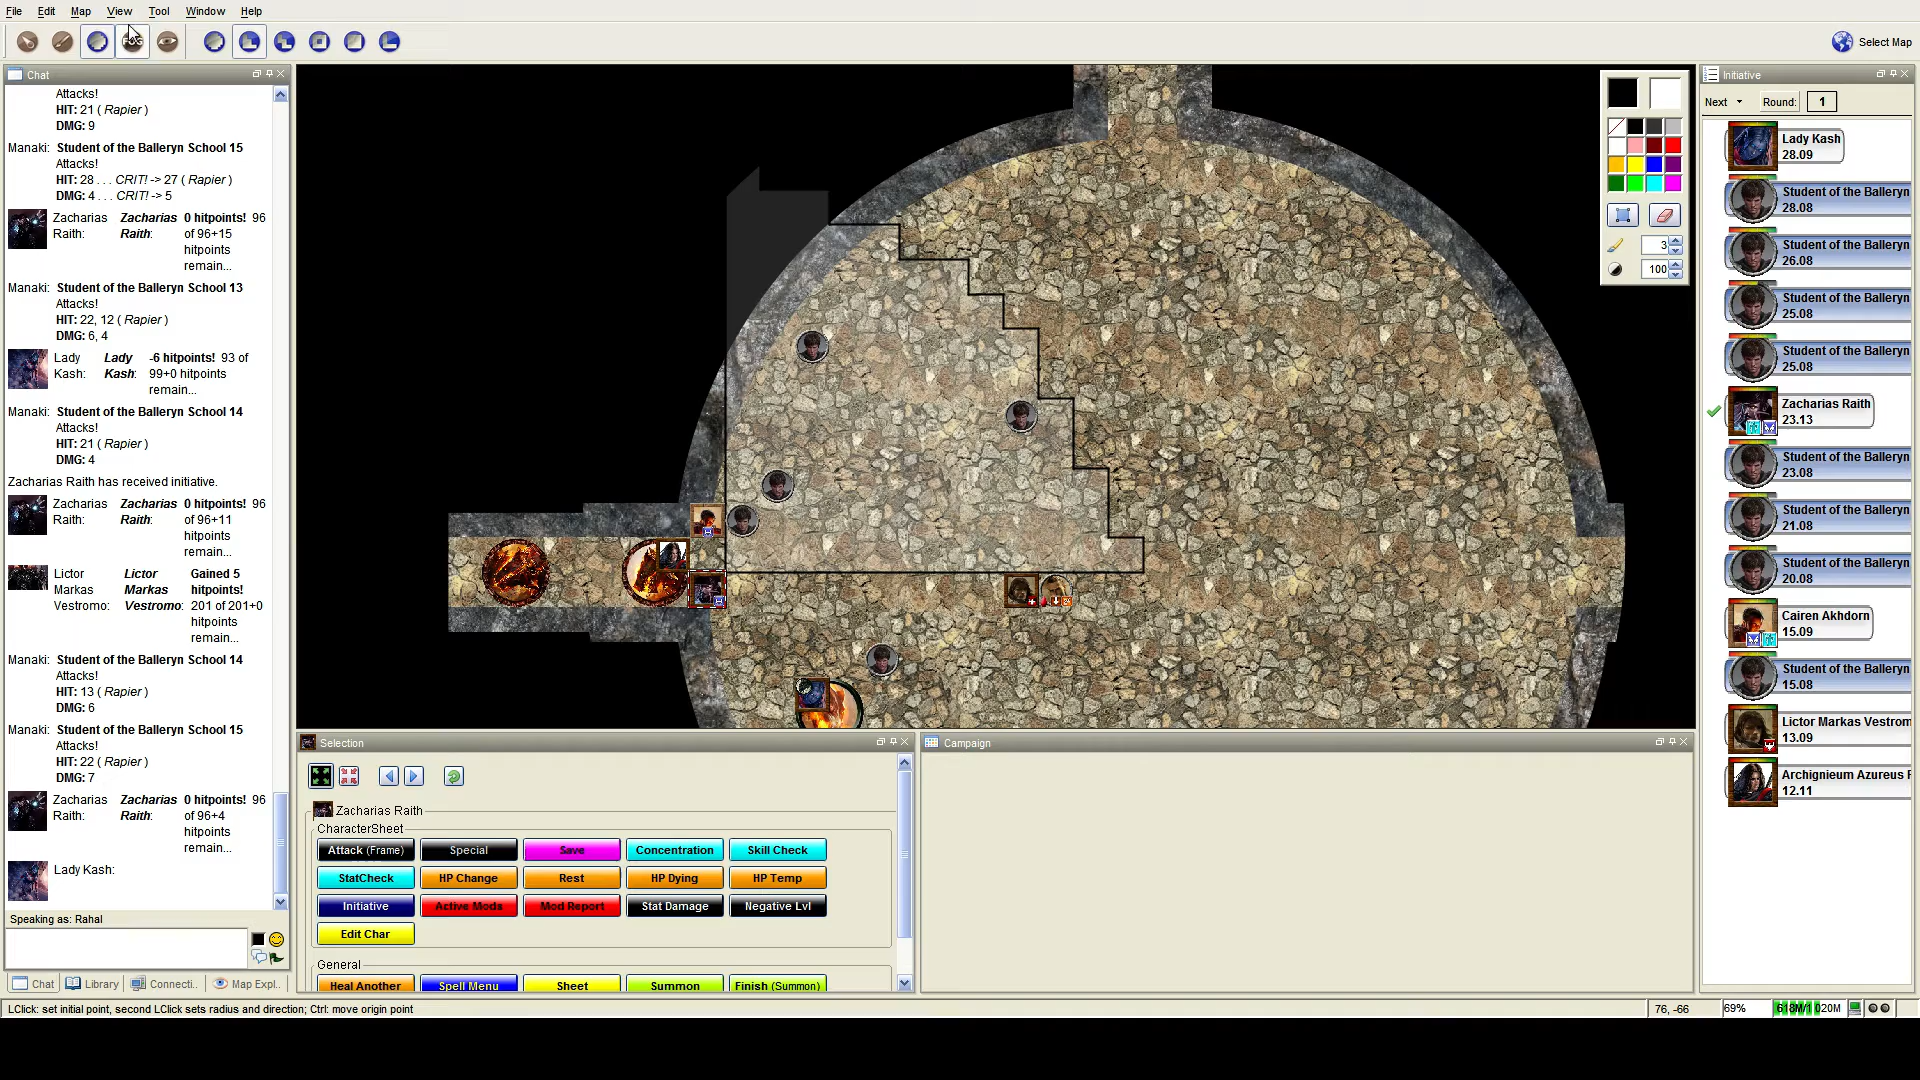 File Edit Map View Tool Window Help
Select Map
Chat
Attacks!
HIT: 21 ( Rapier )
DMG: 9
Manaki: Student of the Balleryn School 15
Attacks!
HIT: 28 . . . CRIT! -> 27 ( Rapier )
DMG: 4 . . . CRIT! -> 5
Zacharias Zacharias 0 hitpoints! 96
Raith: Raith: of 96+15
hitpoints
remain...
Manaki: Student of the Balleryn School 13
Attacks!
HIT: 22, 12 ( Rapier )
DMG: 6, 4
Lady Lady -6 hitpoints! 93 of
Kash: Kash: 99+0 hitpoints
remain...
Manaki: Student of the Balleryn School 14
Attacks!
HIT: 21 ( Rapier )
DMG: 4
Zacharias Raith has received initiative.
Zacharias Zacharias 0 hitpoints! 96
Raith: Raith: of 96+11
hitpoints
remain...
Lictor Lictor Gained 5
Markas Markas hitpoints!
Vestromo: Vestromo: 201 of 201+0
hitpoints
remain...
Manaki: Student of the Balleryn School 14
Attacks!
HIT: 13 ( Rapier )
DMG: 6
Manaki: Student of the Balleryn School 15
Attacks!
HIT: 22 ( Rapier )
DMG: 7
Zacharias Zacharias 0 hitpoints! 96
Raith: Raith: of 96+4
hitpoints
remain...
Lady Kash:
Speaking as: Rahal
Chat Library Connecti.. Map Expl..
LClick: set initial point, second LClick sets radius and direction; Ctrl: move origin point
3
100
Selection
Zacharias Raith
CharacterSheet
Attack (Frame) Special Save Concentration Skill Check
StatCheck HP Change Rest HP Dying HP Temp
Initiative Active Mods Mod Report Stat Damage Negative Lvl
Edit Char
General
Heal Another Spell Menu Sheet Summon Finish (Summon)
Campaign
Initiative
Next Round: 1
Lady Kash
28.09
Student of the Balleryn
28.08
Student of the Balleryn
26.08
Student of the Balleryn
25.08
Student of the Balleryn
25.08
Zacharias Raith
23.13
Student of the Balleryn
23.08
Student of the Balleryn
21.08
Student of the Balleryn
20.08
Cairen Akhdorn
15.09
Student of the Balleryn
15.08
Lictor Markas Vestrom
13.09
Archignieum Azureus
12.11
76, -66
69%
618M/1 020M